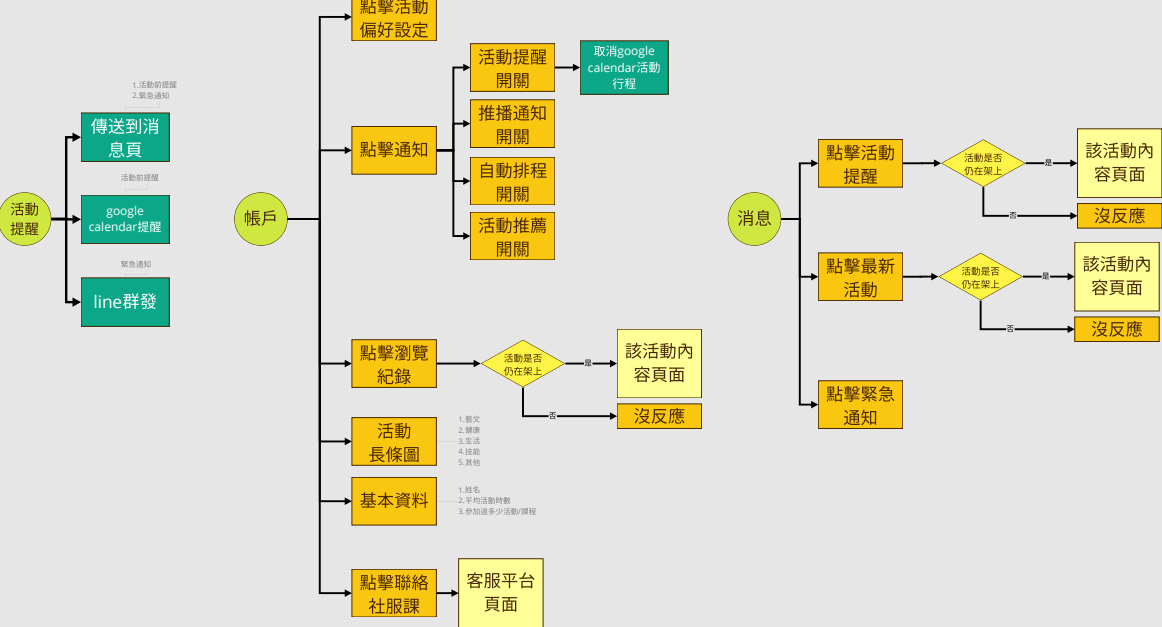 1.活動前提醒
2.緊急通知
傳送到消
息頁
活動前提醒
活動
提醒
google
calendar提醒
緊急通知
line群發
點擊活動
偏好設定
活動提醒
開關
取消google
calendar活動
行程
推播通知
開關
點擊通知
自動排程
開關
帳戶
活動推薦
開關
點擊瀏覽
紀錄
活動是否
仍在架上
是
該活動內
容頁面
否
沒反應
活動
長條圖
1.藝文
2.健康
3.生活
4.技能
5.其他
基本資料
1.姓名
2.平均活動時數
3.參加過多少活動/課程
點擊聯絡
社服課
客服平台
頁面
消息
點擊活動
提醒
活動是否
仍在架上
是
該活動內
容頁面
否
沒反應
點擊最新
活動
活動是否
仍在架上
是
該活動內
容頁面
否
沒反應
點擊緊急
通知